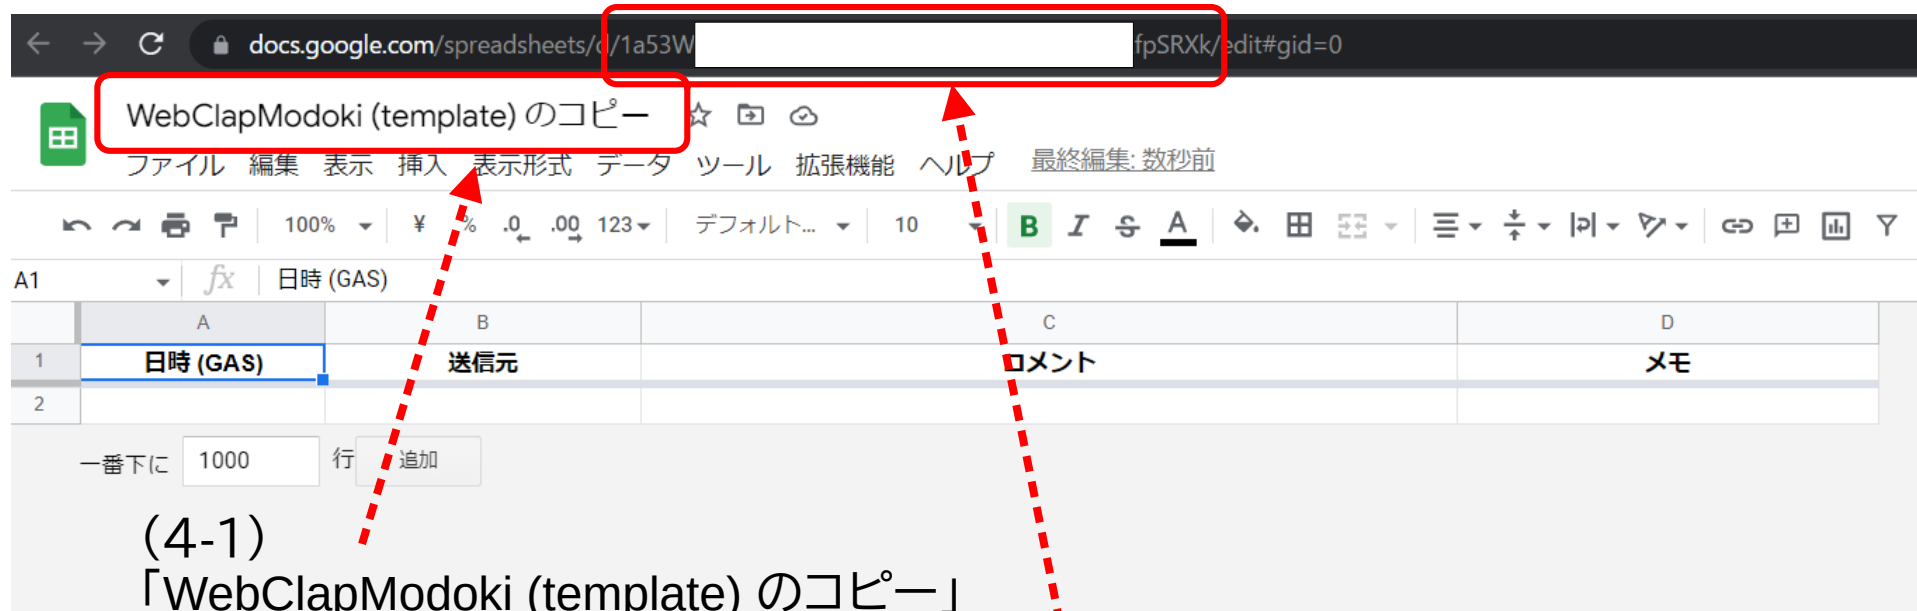 docs.google.com/spreadsheets/d/1a53W fpSRXk/edit#gid=0
WebClapModoki (template) のコピー
ファイル 編集 表示 挿入 表示形式 データ ツール 拡張機能 ヘルプ 最終編集: 数秒前
100% ¥ % .0 .00 123 デフォルト... 10 B I S A
A1 fx 日時 (GAS)
A B C D
1 日時 (GAS) 送信元 コメント メモ
2
一番下に 1000 行 追加
(4-1)
「WebClapModoki (template) のコピー」